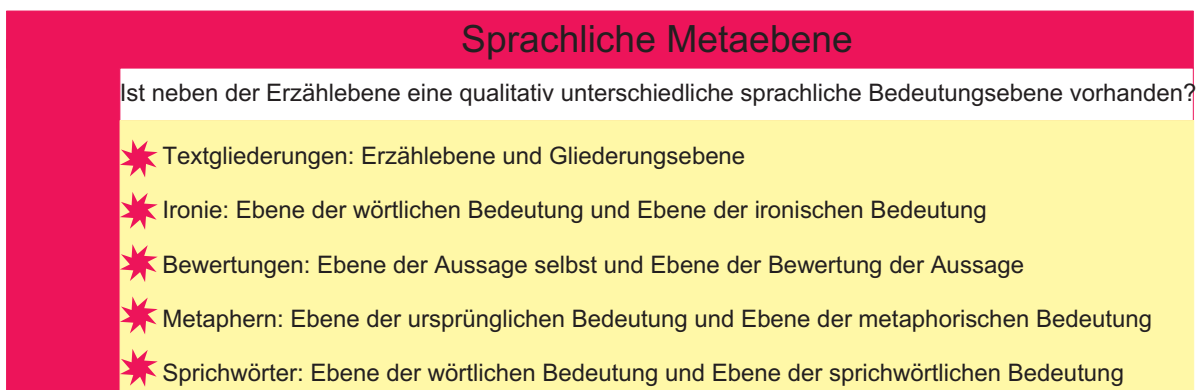 Sprachliche Metaebene
Ist neben der Erzählebene eine qualitativ unterschiedliche sprachliche Bedeutungsebene vorhanden?
Textgliederungen: Erzählebene und Gliederungsebene
Ironie: Ebene der wörtlichen Bedeutung und Ebene der ironischen Bedeutung
Bewertungen: Ebene der Aussage selbst und Ebene der Bewertung der Aussage
Metaphern: Ebene der ursprünglichen Bedeutung und Ebene der metaphorischen Bedeutung
Sprichwörter: Ebene der wörtlichen Bedeutung und Ebene der sprichwörtlichen Bedeutung